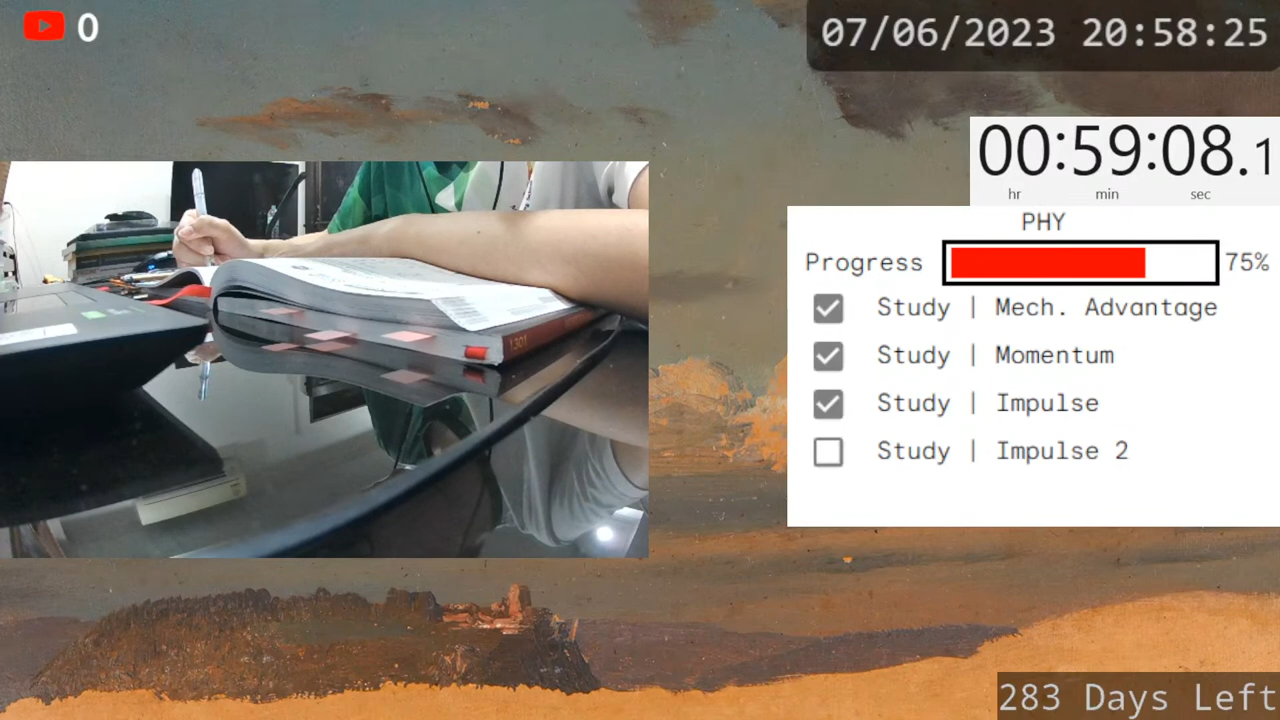 0
07/06/2023 20:58:25
00:59:08.1
hr min sec
PHY
Progress 75%
Study | Mech. Advantage
Study | Momentum
Study | Impulse
Study | Impulse 2
1301
283 Days Left